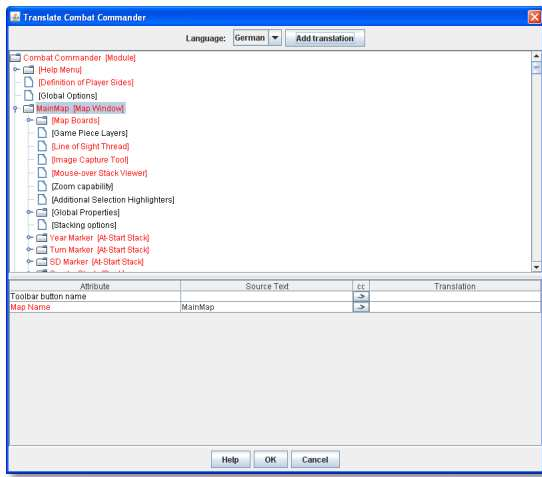 Translate Combat Commander
Language: German Add translation
Combat Commander [Module]
[Help Menu]
[Definition of Player Sides]
[Global Options]
MainMap [Map Window]
[Map Boards]
[Game Piece Layers]
[Line of Sight Thread]
[Image Capture Tool]
[Mouse-over Stack Viewer]
[Zoom capability]
[Additional Selection Highlighters]
[Global Properties]
[Stacking options]
Year Marker [At-Start Stack]
Turn Marker [At-Start Stack]
SD Marker [At-Start Stack]
Attribute Source Text cc Translation
Toolbar button name ->
Map Name MainMap ->
Help OK Cancel